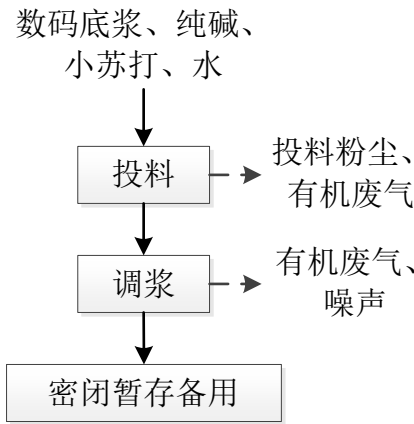 数码底浆、纯碱、
小苏打、水
投料
投料粉尘、
有机废气
调浆
有机废气、
噪声
密闭暂存备用